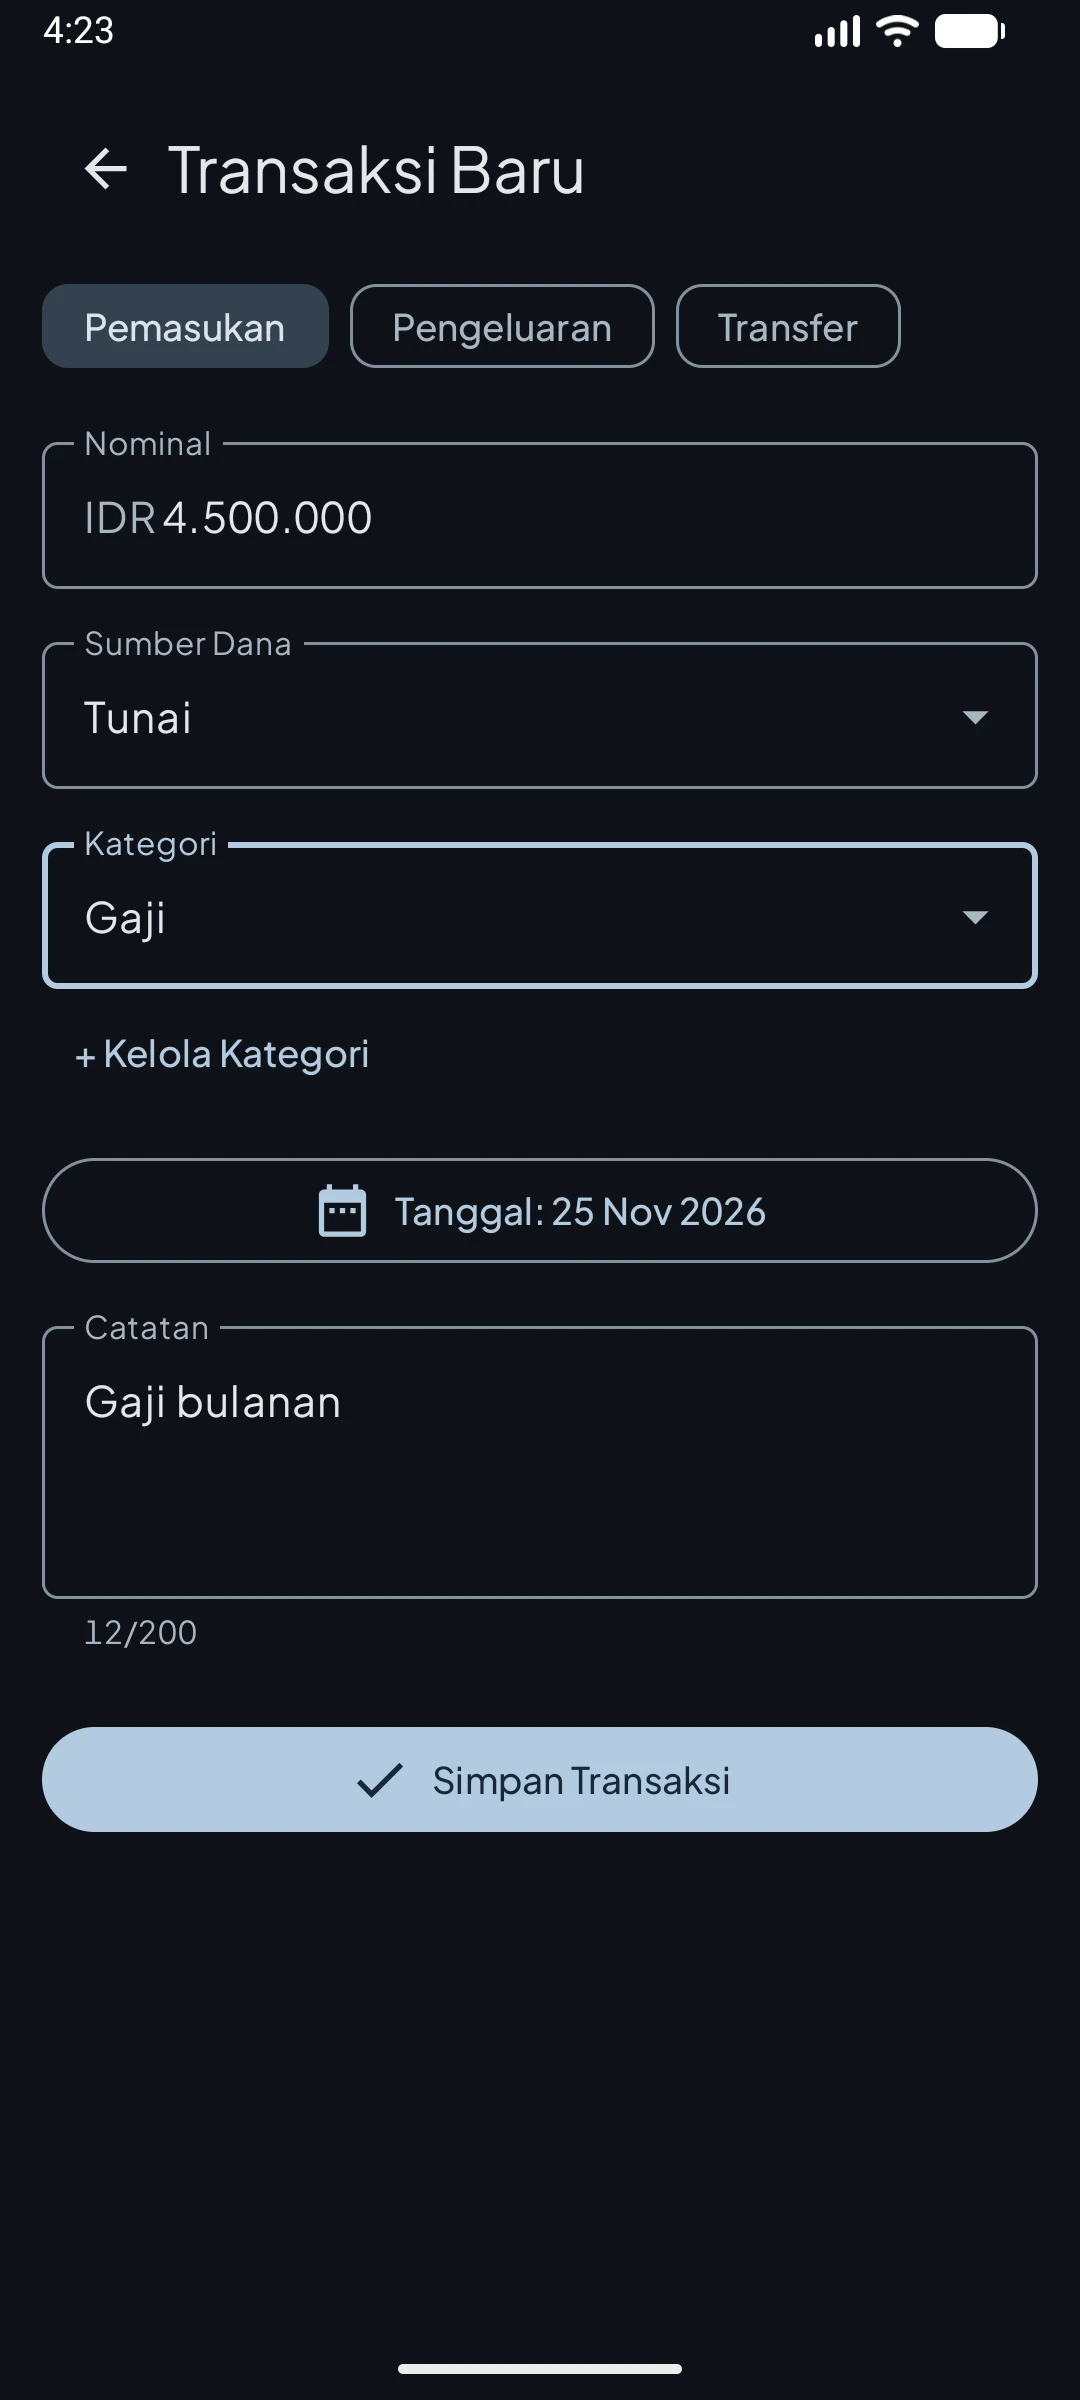 4:23
Transaksi Baru
Pemasukan
Pengeluaran
Transfer
Nominal
IDR 4.500.000
Sumber Dana
Tunai
Kategori
Gaji
+ Kelola Kategori
Tanggal: 25 Nov 2026
Catatan
Gaji bulanan
12/200
Simpan Transaksi